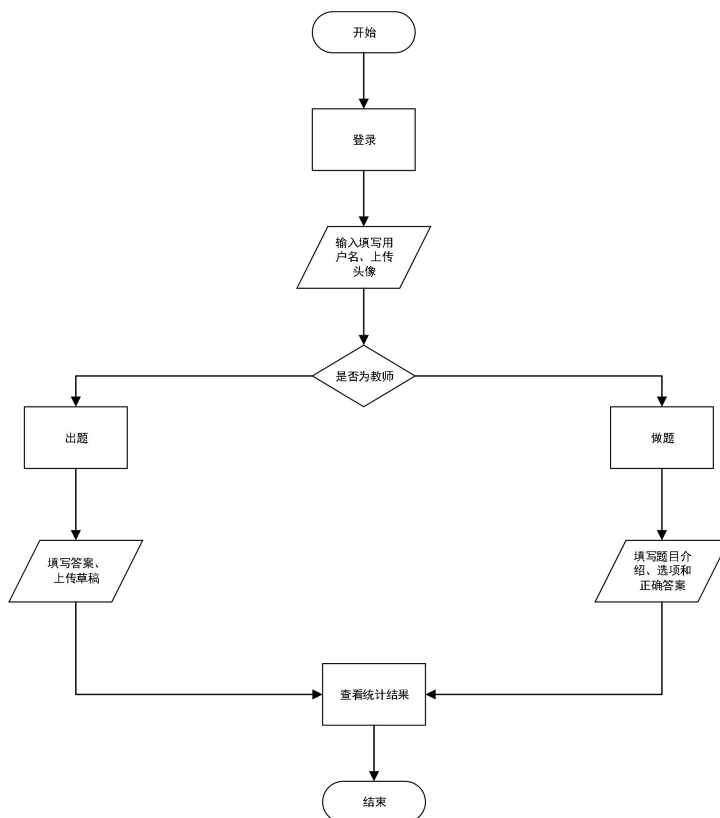 开始
登录
输入填写用
户名、上传
头像
是否为教师
出题
做题
填写答案、
上传草稿
填写题目介
绍、选项和
正确答案
查看统计结果
结束